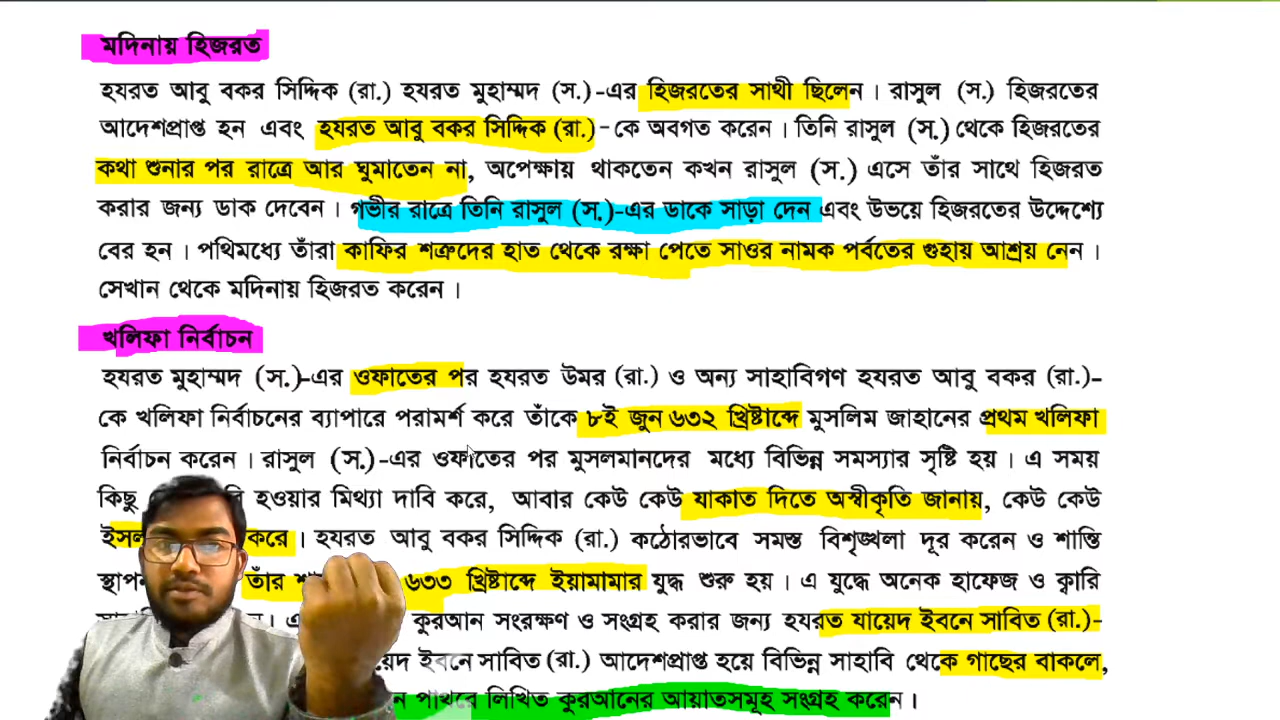 মদিনায় হিজরত
হযরত আবু বকর সিদ্দিক (রা.) হযরত মুহাম্মদ (স.)-এর হিজরতের সাথী ছিলেন। রাসুল (স.) হিজরতের
আদেশপ্রাপ্ত হন এবং হযরত আবু বকর সিদ্দিক (রা.)-কে অবগত করেন। তিনি রাসুল (স.) থেকে হিজরতের
কথা শুনার পর রাত্রে আর ঘুমাতেন না, অপেক্ষায় থাকতেন কখন রাসুল (স.) এসে তাঁর সাথে হিজরত
করার জন্য ডাক দেবেন। গভীর রাত্রে তিনি রাসুল (স.)-এর ডাকে সাড়া দেন এবং উভয়ে হিজরতের উদ্দেশ্যে
বের হন। পথিমধ্যে তাঁরা কাফির শত্রুদের হাত থেকে রক্ষা পেতে সাওর নামক পর্বতের গুহায় আশ্রয় নেন।
সেখান থেকে মদিনায় হিজরত করেন।
খলিফা নির্বাচন
হযরত মুহাম্মদ (স.)-এর ওফাতের পর হযরত উমর (রা.) ও অন্য সাহাবিগণ হযরত আবু বকর (রা.)-
কে খলিফা নির্বাচনের ব্যাপারে পরামর্শ করে তাঁকে ৮ই জুন ৬৩২ খ্রিষ্টাব্দে মুসলিম জাহানের প্রথম খলিফা
নির্বাচন করেন। রাসুল (স.)-এর ওফাতের পর মুসলমানদের মধ্যে বিভিন্ন সমস্যার সৃষ্টি হয়। এ সময়
কিছু হওয়ার মিথ্যা দাবি করে, আবার কেউ কেউ যাকাত দিতে অস্বীকৃতি জানায়, কেউ কেউ
করে। হযরত আবু বকর সিদ্দিক (রা.) কঠোরভাবে সমস্ত বিশৃঙ্খলা দূর করেন ও শান্তি
তাঁর ৬৩৩ খ্রিষ্টাব্দে ইয়ামামার যুদ্ধ শুরু হয়। এ যুদ্ধে অনেক হাফেজ ও ক্বারি
কুরআন সংরক্ষণ ও সংগ্রহ করার জন্য হযরত যায়েদ ইবনে সাবিত (রা.)-
ইবনে সাবিত (রা.) আদেশপ্রাপ্ত হয়ে বিভিন্ন সাহাবি থেকে গাছের বাকলে,
পাথরে লিখিত কুরআনের আয়াতসমূহ সংগ্রহ করেন।